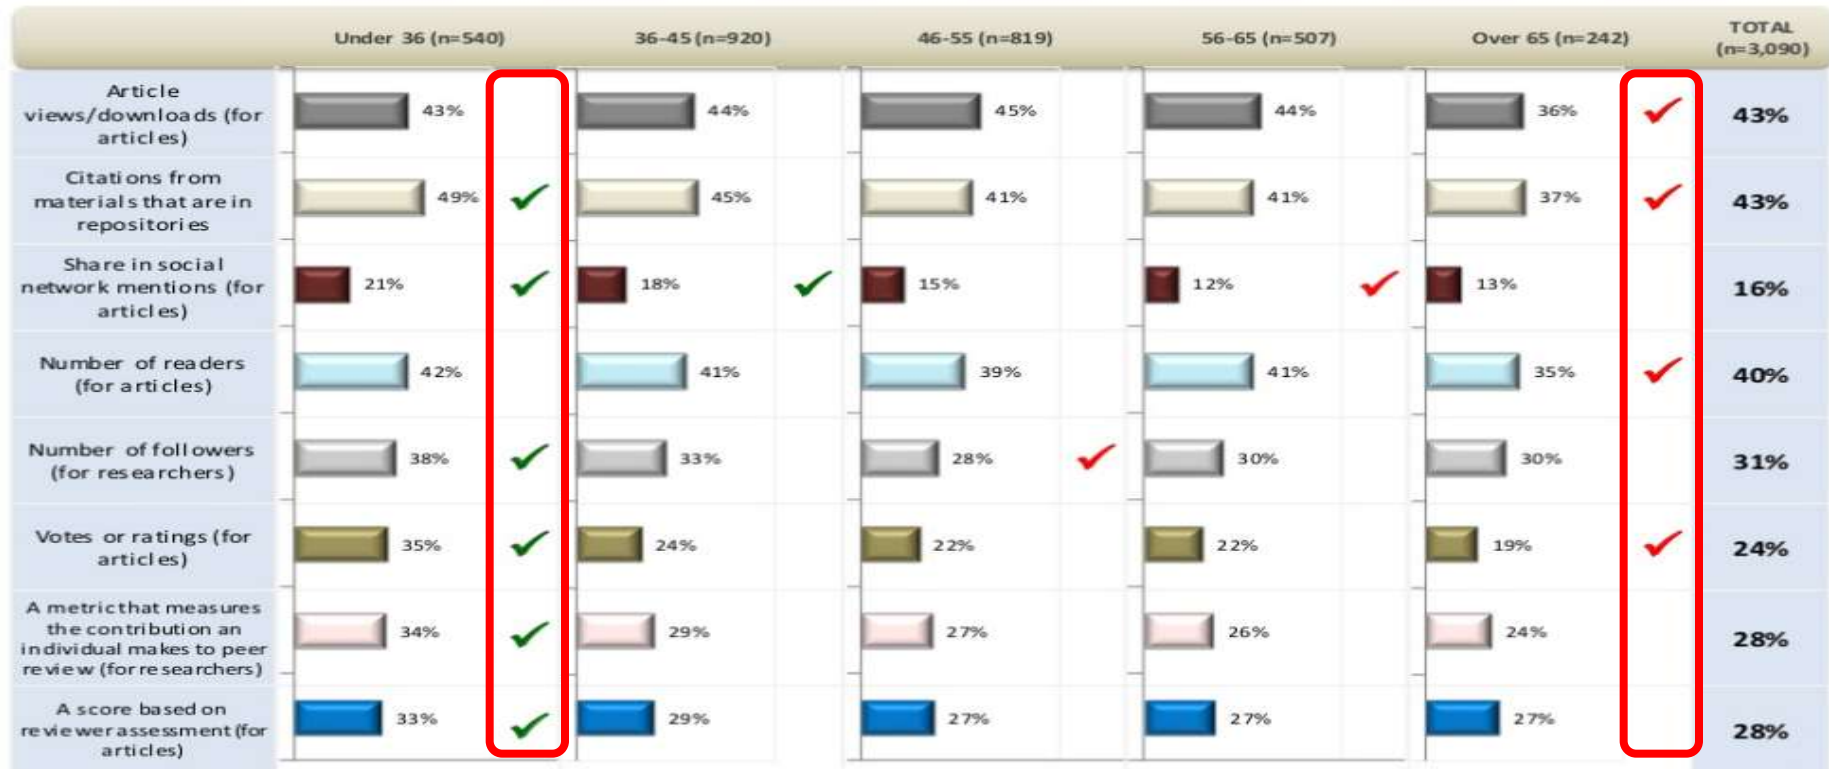 Under 36 (n=540) 36-45 (n=920) 46-55 (n=819) 56-65 (n=507) Over 65 (n=242) TOTAL
(n=3,090)
Article
views/downloads (for
articles)
43% 44% 45% 44% 36% 43%
Citations from
materials that are in
repositories
49% 45% 41% 41% 37% 43%
Share in social
network mentions (for
articles)
21% 18% 15% 12% 13% 16%
Number of readers
(for articles)
42% 41% 39% 41% 35% 40%
Number of followers
(for researchers)
38% 33% 28% 30% 30% 31%
Votes or ratings (for
articles)
35% 24% 22% 22% 19% 24%
A metric that measures
the contribution an
individual makes to peer
review (for researchers)
34% 29% 27% 26% 24% 28%
A score based on
reviewer assessment (for
articles)
33% 29% 27% 27% 27% 28%